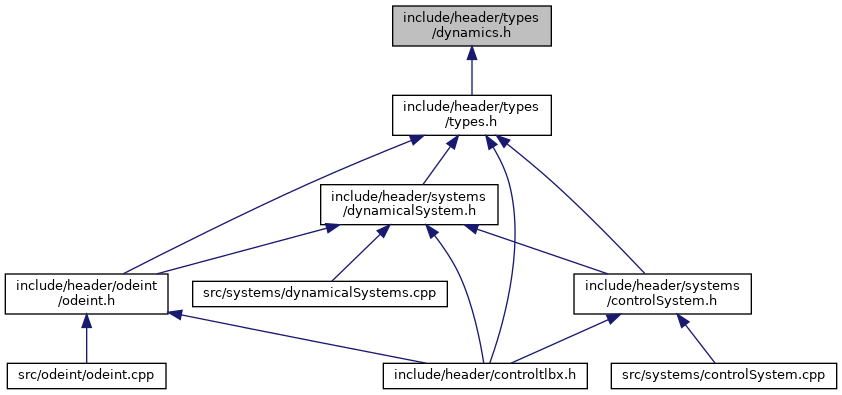 include/header/types
/dynamics.h
include/header/types
/types.h
include/header/systems
/dynamicalSystem.h
include/header/odeint
/odeint.h
src/systems/dynamicalSystems.cpp
include/header/systems
/controlSystem.h
src/odeint/odeint.cpp
include/header/controltlbx.h
src/systems/controlSystem.cpp